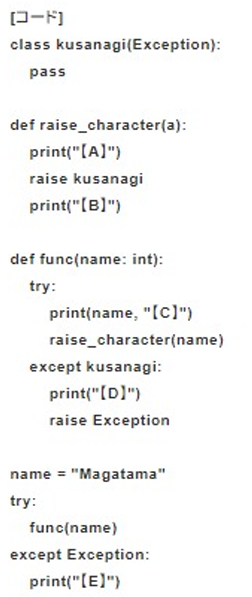 [コード]
class kusanagi(Exception):
pass
def raise_character(a):
print("【A】")
raise kusanagi
print("【B】")
def func(name: int):
try:
print(name, "【C】")
raise_character(name)
except kusanagi:
print("【D】")
raise Exception
name = "Magatama"
try:
func(name)
except Exception:
print("【E】")